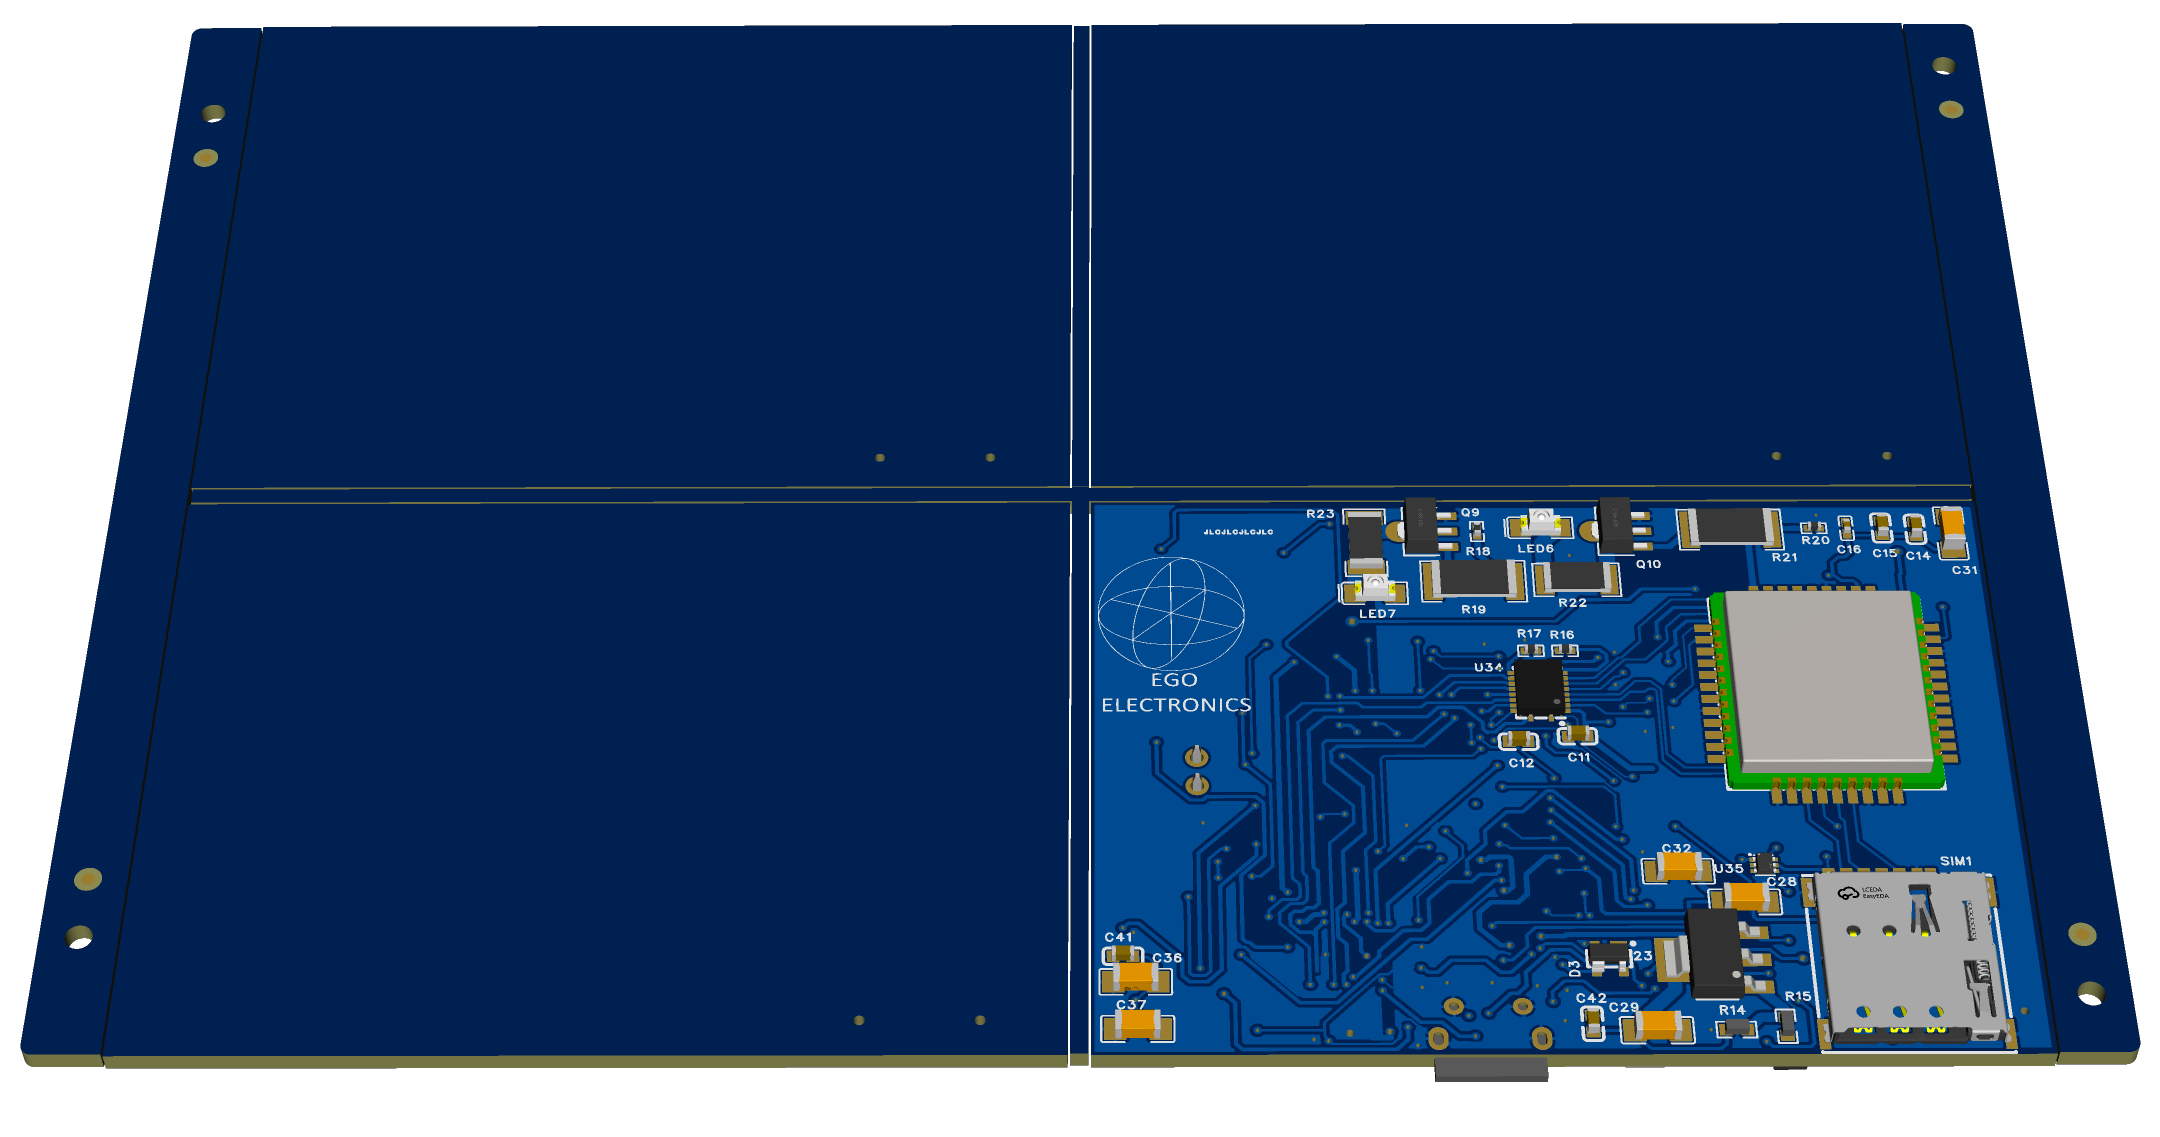 R23
Q9
JLCJLCJLCJLC
R18
LED6
Q10
R21
R20
C16
C15
C14
C31
LED7
R19
R22
EGO
ELECTRONICS
R17
R16
U34
C12
C11
C32
U35
C28
SIM1
LCEDA
EasyEDA
C41
C36
C37
D3
23
C42
C29
R14
R15